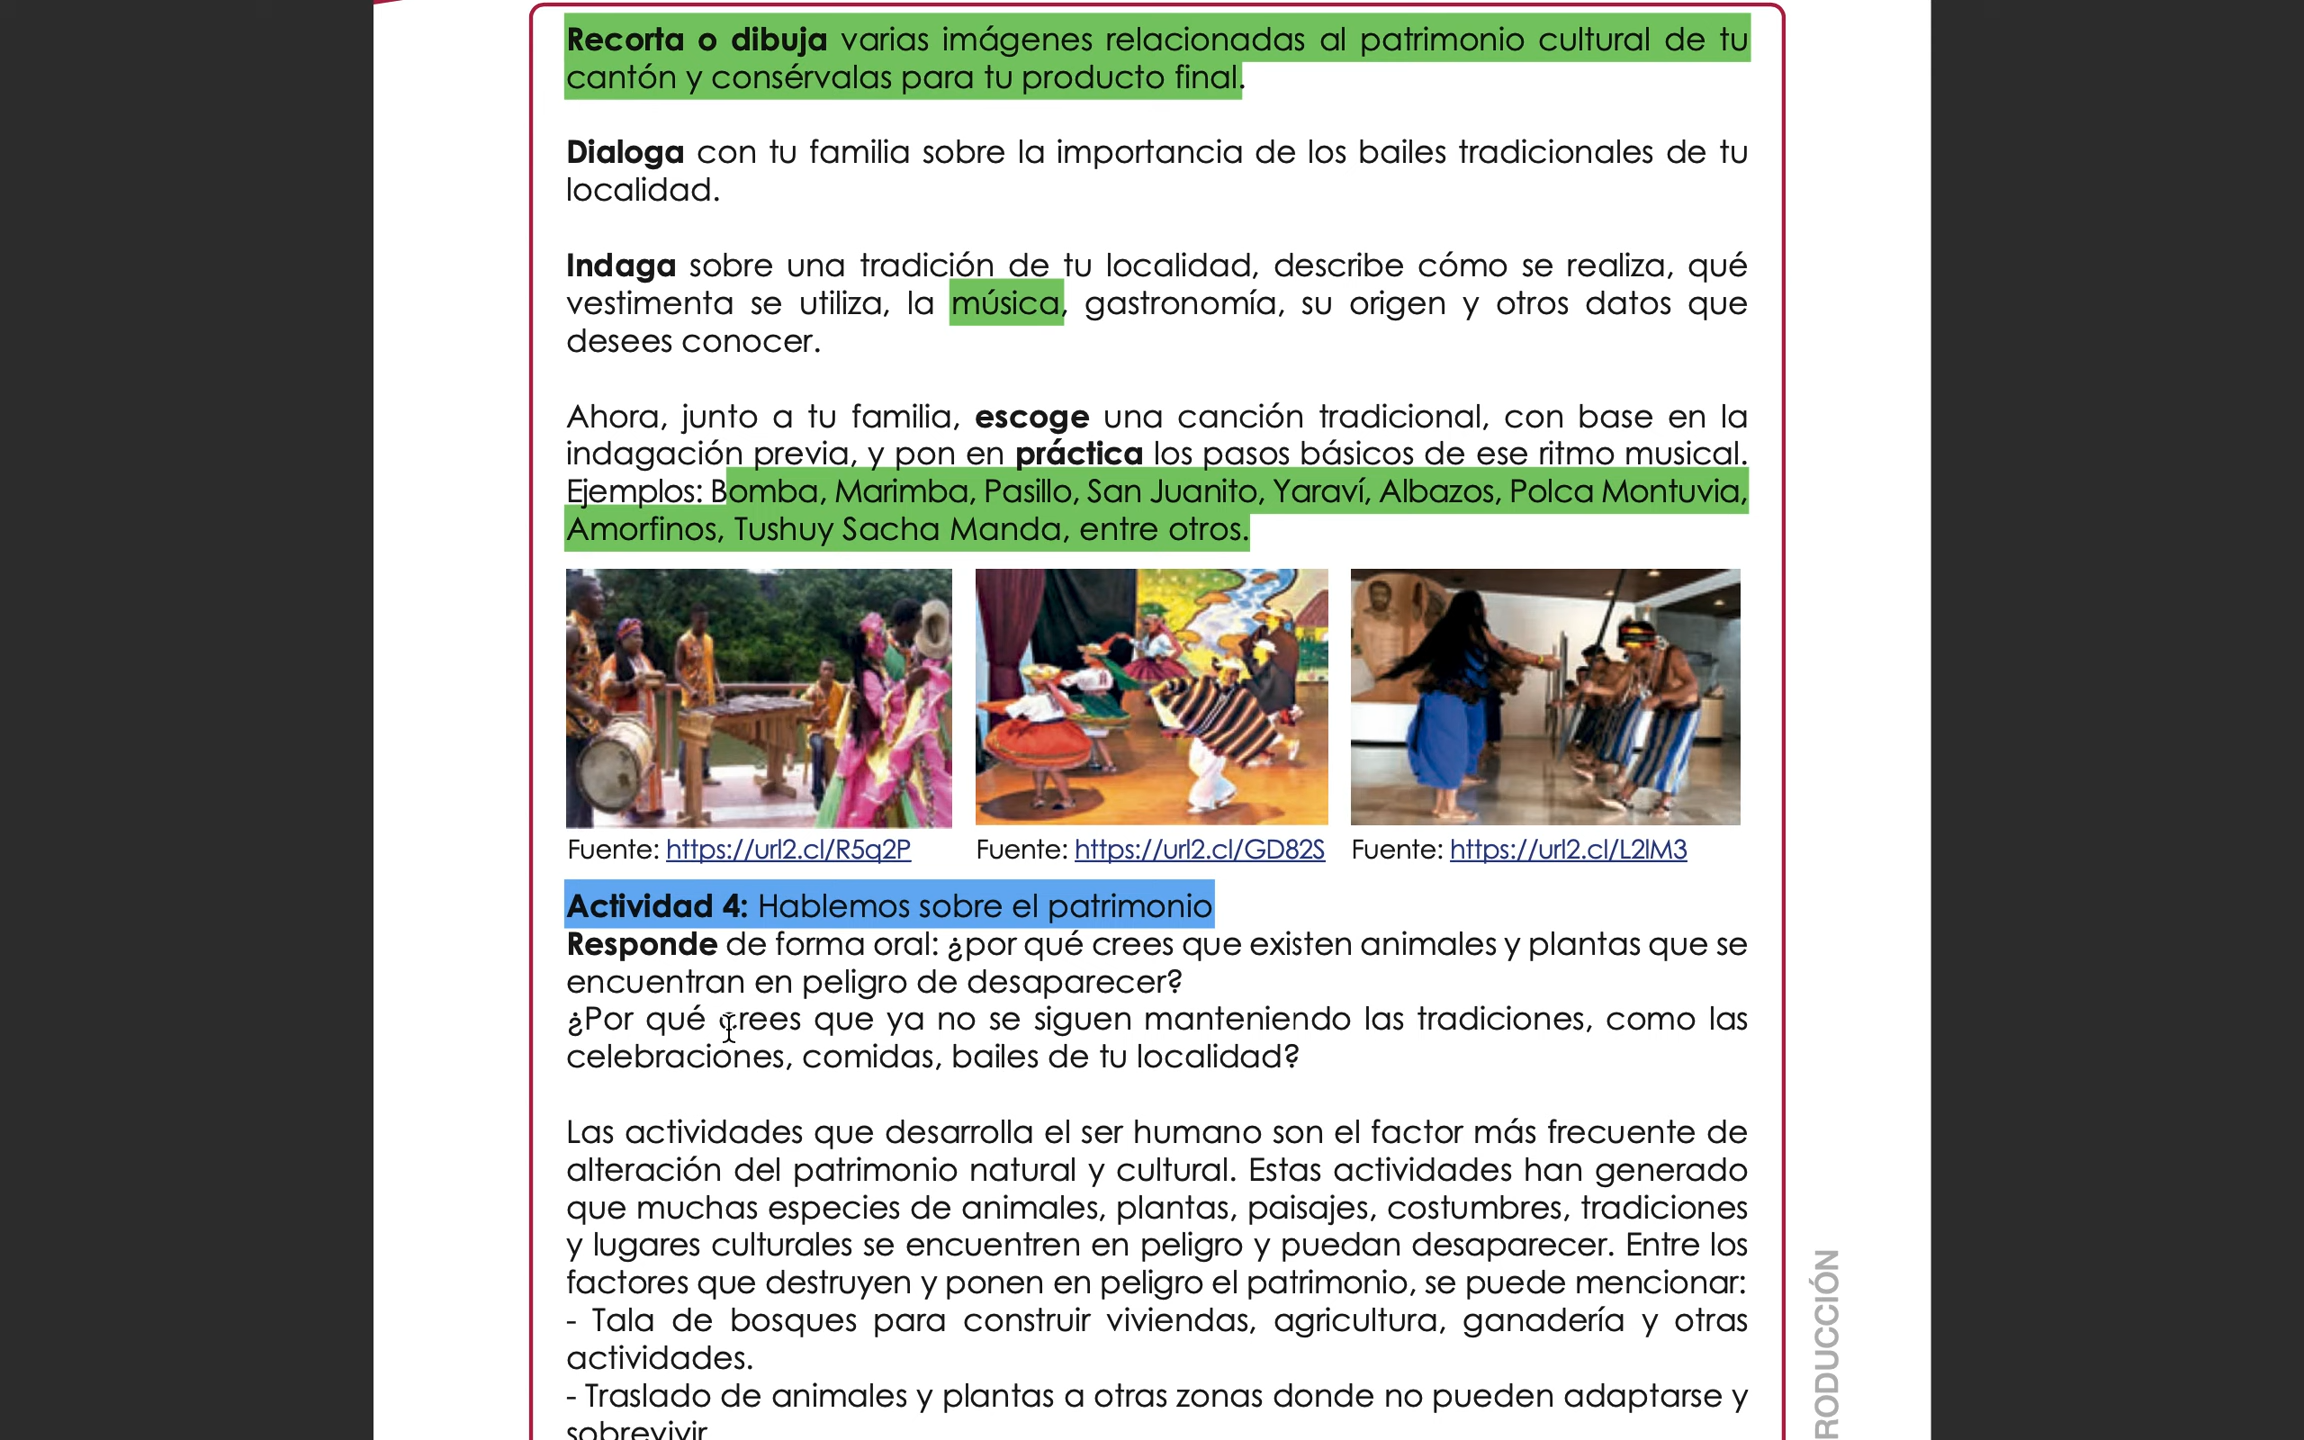 Recorta o dibuja varias imágenes relacionadas al patrimonio cultural de tu
cantón y consérvalas para tu producto final.
Dialoga con tu familia sobre la importancia de los bailes tradicionales de tu
localidad.
Indaga sobre una tradición de tu localidad, describe cómo se realiza, qué
vestimenta se utiliza, la música, gastronomía, su origen y otros datos que
desees conocer.
Ahora, junto a tu familia, escoge una canción tradicional, con base en la
indagación previa, y pon en práctica los pasos básicos de ese ritmo musical.
Ejemplos: Bomba, Marimba, Pasillo, San Juanito, Yaraví, Albazos, Polca Montuvia,
Amorfinos, Tushuy Sacha Manda, entre otros.
Fuente: https://url2.cl/R5q2P
Fuente: https://url2.cl/GD82S
Fuente: https://url2.cl/L2lM3
Actividad 4: Hablemos sobre el patrimonio
Responde de forma oral: ¿por qué crees que existen animales y plantas que se
encuentran en peligro de desaparecer?
¿Por qué crees que ya no se siguen manteniendo las tradiciones, como las
celebraciones, comidas, bailes de tu localidad?
Las actividades que desarrolla el ser humano son el factor más frecuente de
alteración del patrimonio natural y cultural. Estas actividades han generado
que muchas especies de animales, plantas, paisajes, costumbres, tradiciones
y lugares culturales se encuentren en peligro y puedan desaparecer. Entre los
factores que destruyen y ponen en peligro el patrimonio, se puede mencionar:
- Tala de bosques para construir viviendas, agricultura, ganadería y otras
actividades.
- Traslado de animales y plantas a otras zonas donde no pueden adaptarse y
sobrevivir
RODUCCIÓN